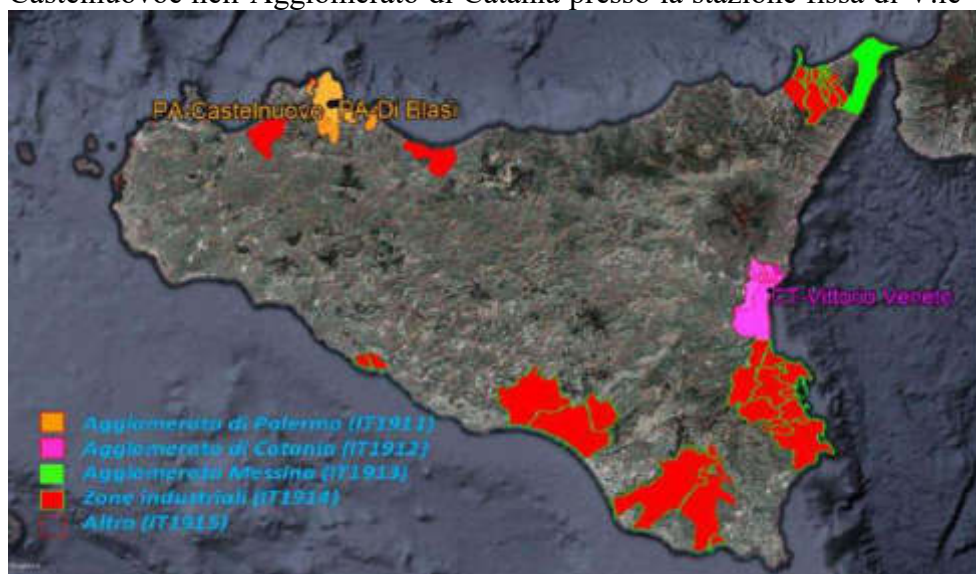 Castelnuovoe nell'Agglomerato di Catania presso la stazione fissa di V.le
PA-Castelnuovo PA-Di Blasi
CT-Vittorio Veneto
Agglomerato di Palermo (IT1911)
Agglomerato di Catania (IT1912)
Agglomerato Messina (IT1913)
Zone industriali (IT1914)
Altro (IT1915)